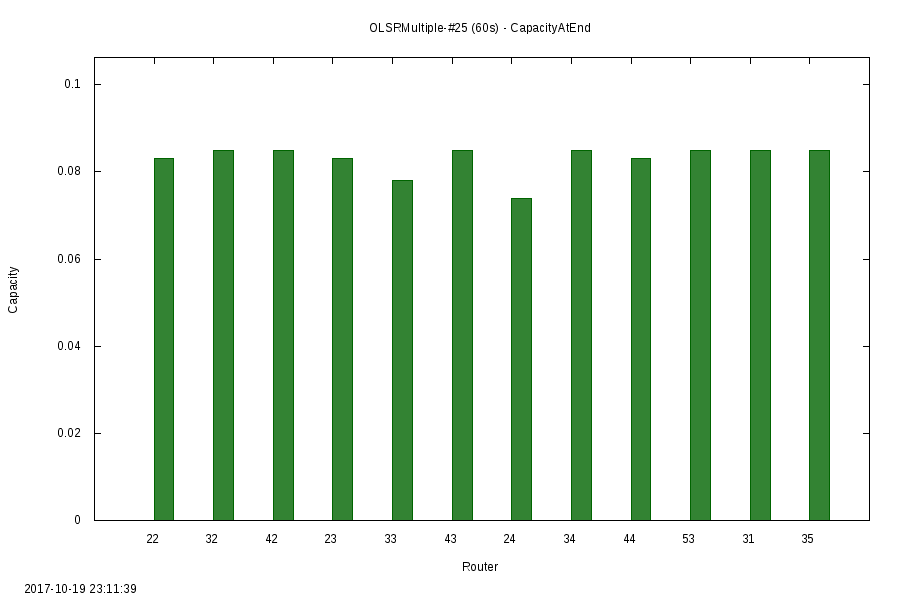 OLSRMultiple-#25 (60s) - CapacityAtEnd
0.1
0.08
0.06
0.04
0.02
0
Capacity
22 32 42 23 33 43 24 34 44 53 31 35
Router
2017-10-19 23:11:39